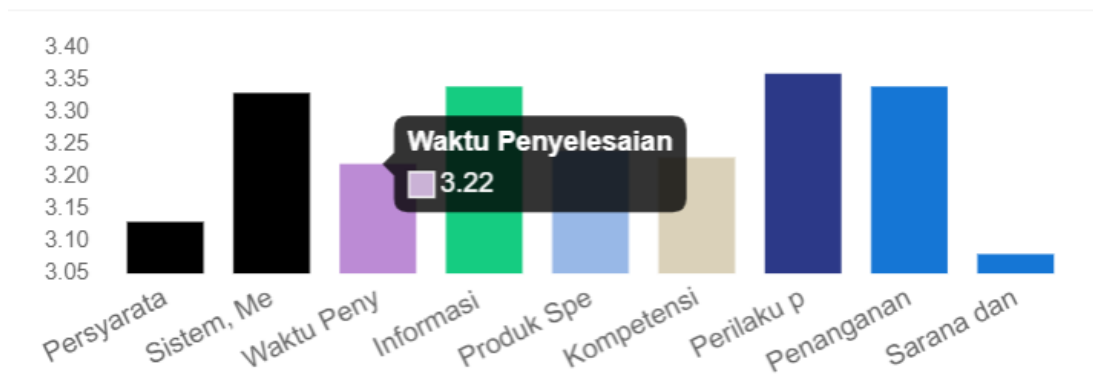 3.40
3.35
3.30
3.25
3.20
3.15
3.10
3.05
Waktu Penyelesaian
3.22
Persyarata
Sistem, Me
Waktu Peny
Informasi
Produk Spe
Kompetensi
Perilaku p
Penanganan
Sarana dan